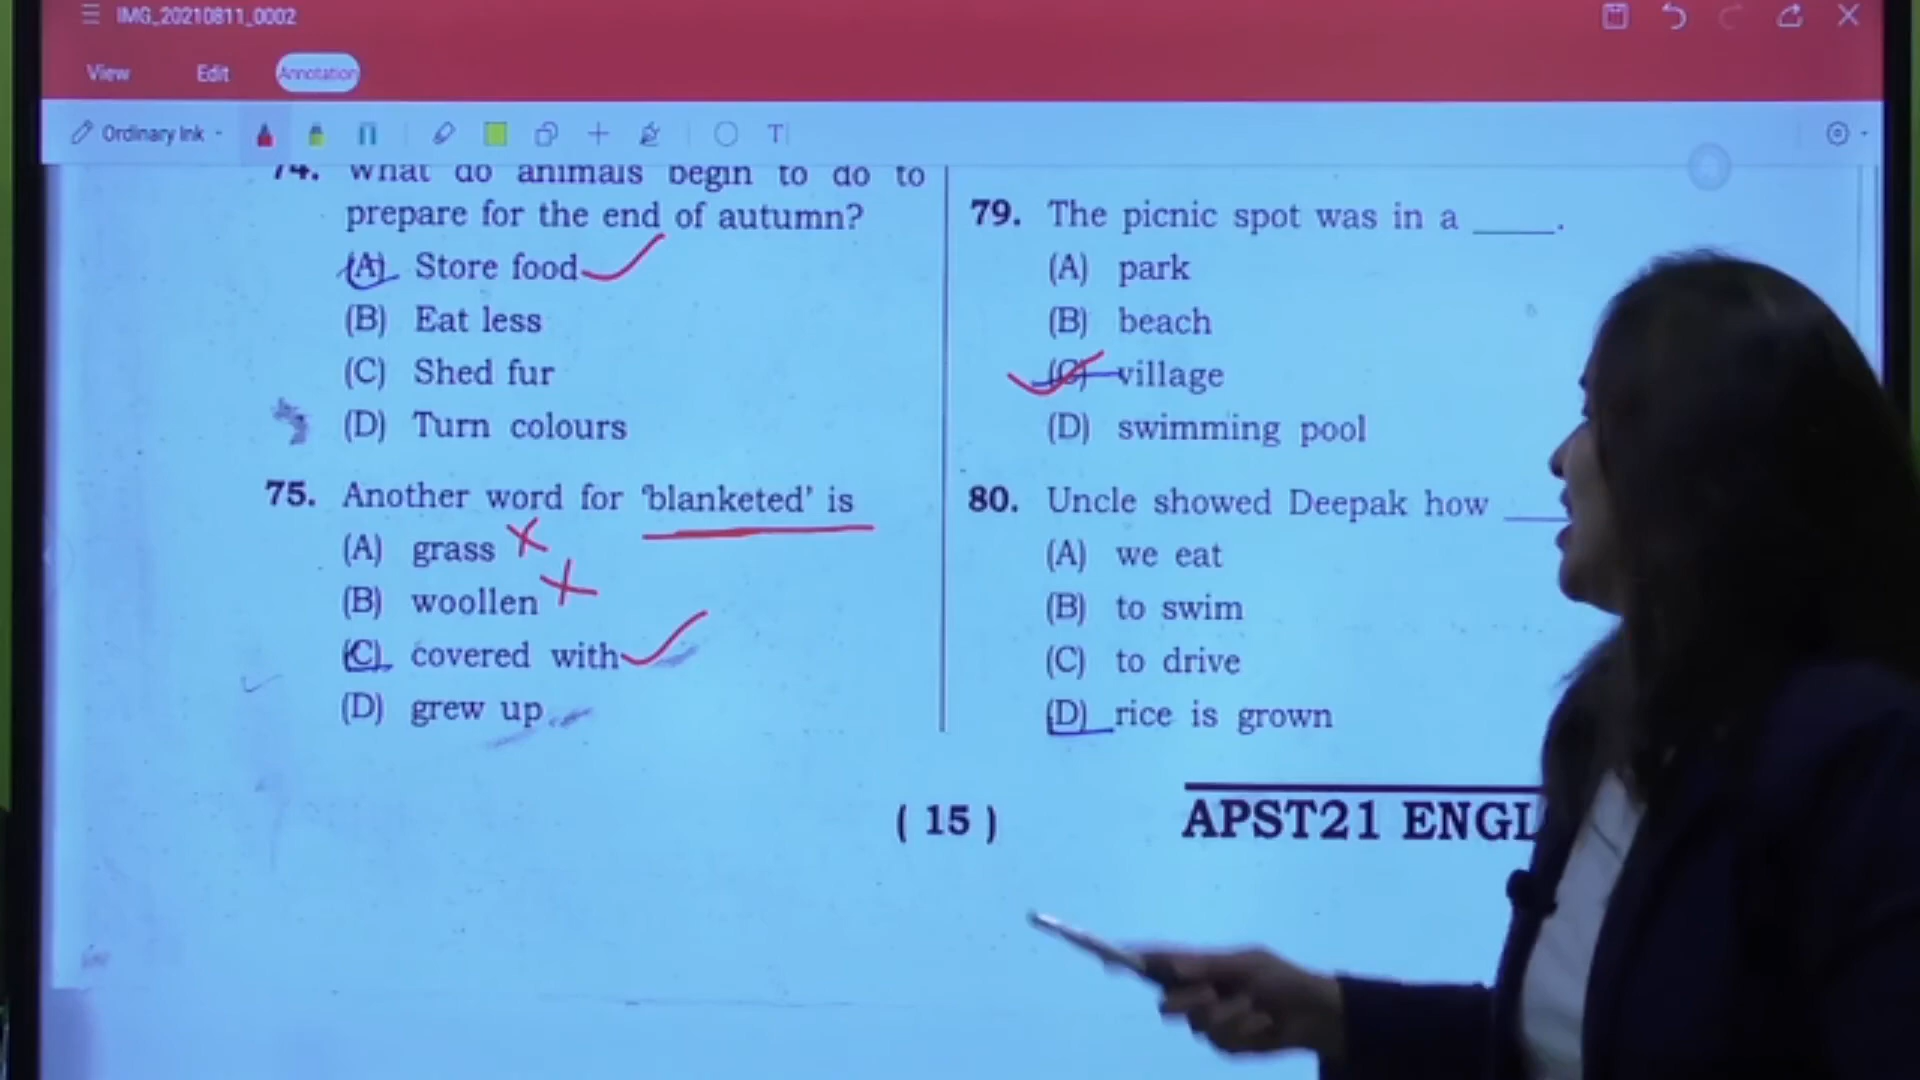 IMG_20210811_0002
View Edit Annotation
Ordinary Ink
74. What do animals begin to do to
prepare for the end of autumn?
(A) Store food
(B) Eat less
(C) Shed fur
(D) Turn colours
75. Another word for 'blanketed' is
(A) grass
(B) woollen
(C) covered with
(D) grew up
79. The picnic spot was in a _____.
(A) park
(B) beach
(C) village
(D) swimming pool
80. Uncle showed Deepak how ____
(A) we eat
(B) to swim
(C) to drive
(D) rice is grown
( 15 )
APST21 ENGL